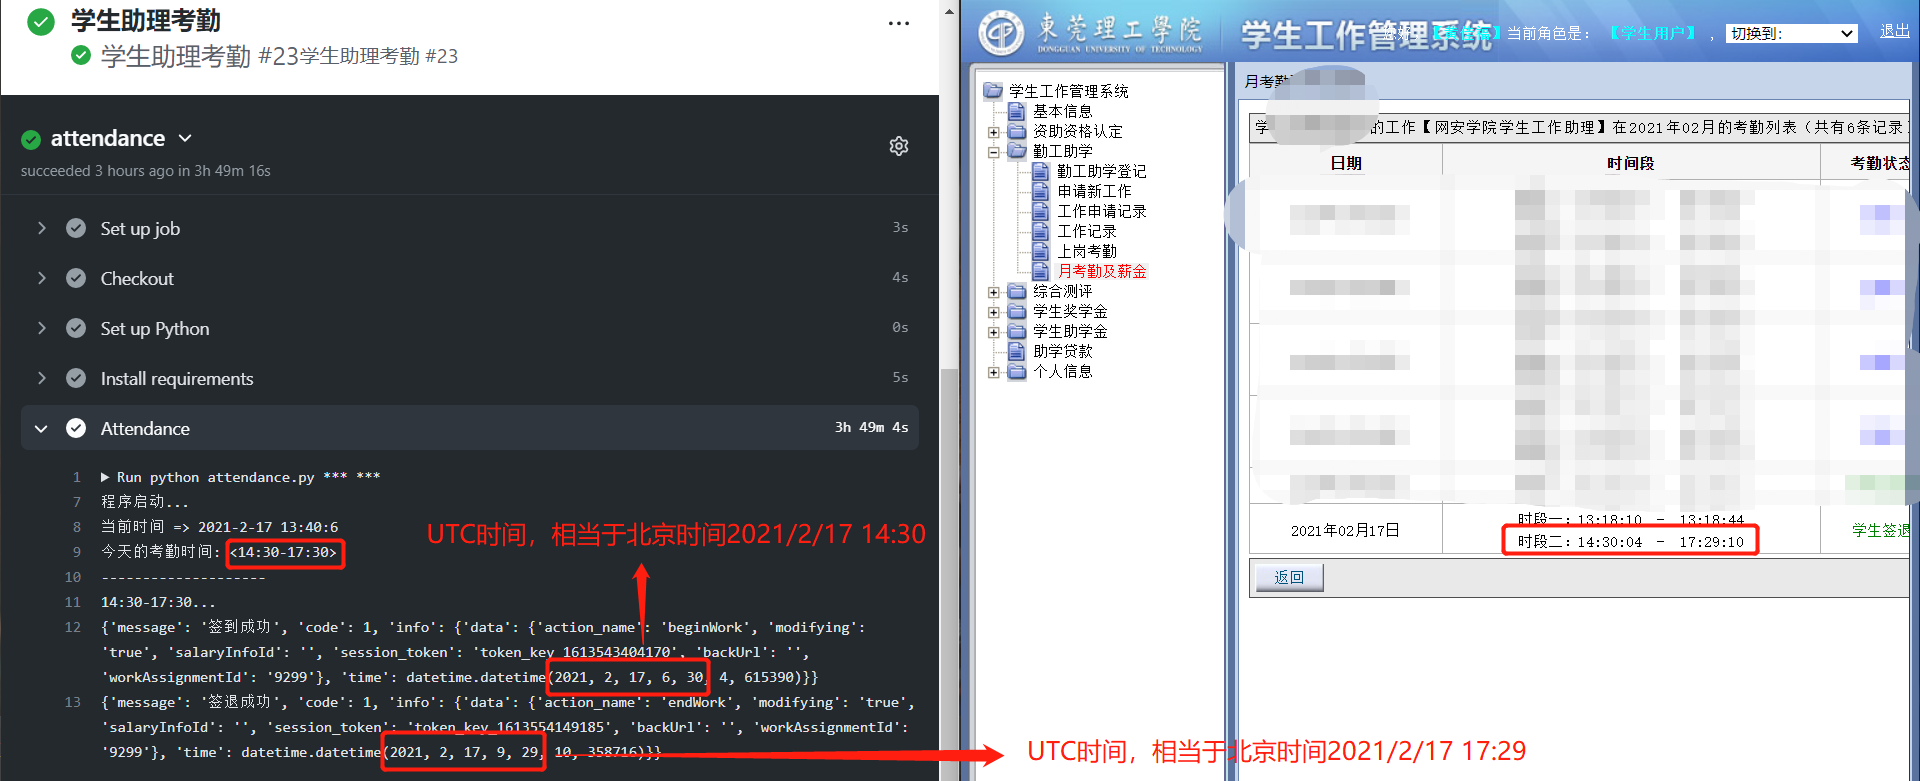 学生助理考勤
学生助理考勤 #23学生助理考勤 #23
attendance
succeeded 3 hours ago in 3h 49m 16s
Set up job 3s
Checkout 4s
Set up Python 0s
Install requirements 5s
Attendance 3h 49m 4s
1 Run python attendance.py *** ***
7 程序启动...
8 当前时间 => 2021-2-17 13:40:6
9 今天的考勤时间: <14:30-17:30>
10 --------------------
11 14:30-17:30...
12 {'message': '签到成功', 'code': 1, 'info': {'data': {'action_name': 'beginWork', 'modifying':
'true', 'salaryInfoId': '', 'session_token': 'token_key_1613543404170', 'backUrl': '',
'workAssignmentId': '9299'}, 'time': datetime.datetime(2021, 2, 17, 6, 30, 4, 615390)}}
13 {'message': '签退成功', 'code': 1, 'info': {'data': {'action_name': 'endWork', 'modifying': 'true',
'salaryInfoId': '', 'session_token': 'token_key_1613554149185', 'backUrl': '', 'workAssignmentId':
'9299'}, 'time': datetime.datetime(2021, 2, 17, 9, 29, 10, 358716)}}
UTC时间，相当于北京时间2021/2/17 14:30
UTC时间，相当于北京时间2021/2/17 17:29
東莞理工學院
DONGGUAN UNIVERSITY OF TECHNOLOGY
学生工作管理系统
当前角色是：【学生用户】，切换到： 退出
学生工作管理系统
基本信息
资助资格认定
勤工助学
勤工助学登记
申请新工作
工作申请记录
工作记录
上岗考勤
月考勤及薪金
综合测评
学生奖学金
学生助学金
助学贷款
个人信息
月考勤
学 的工作【网安学院学生工作助理】在2021年02月的考勤列表（共有6条记录
日期 时间段 考勤状态
2021年02月17日
时段一：13:18:10 - 13:18:44
时段二：14:30:04 - 17:29:10
学生签退
返回